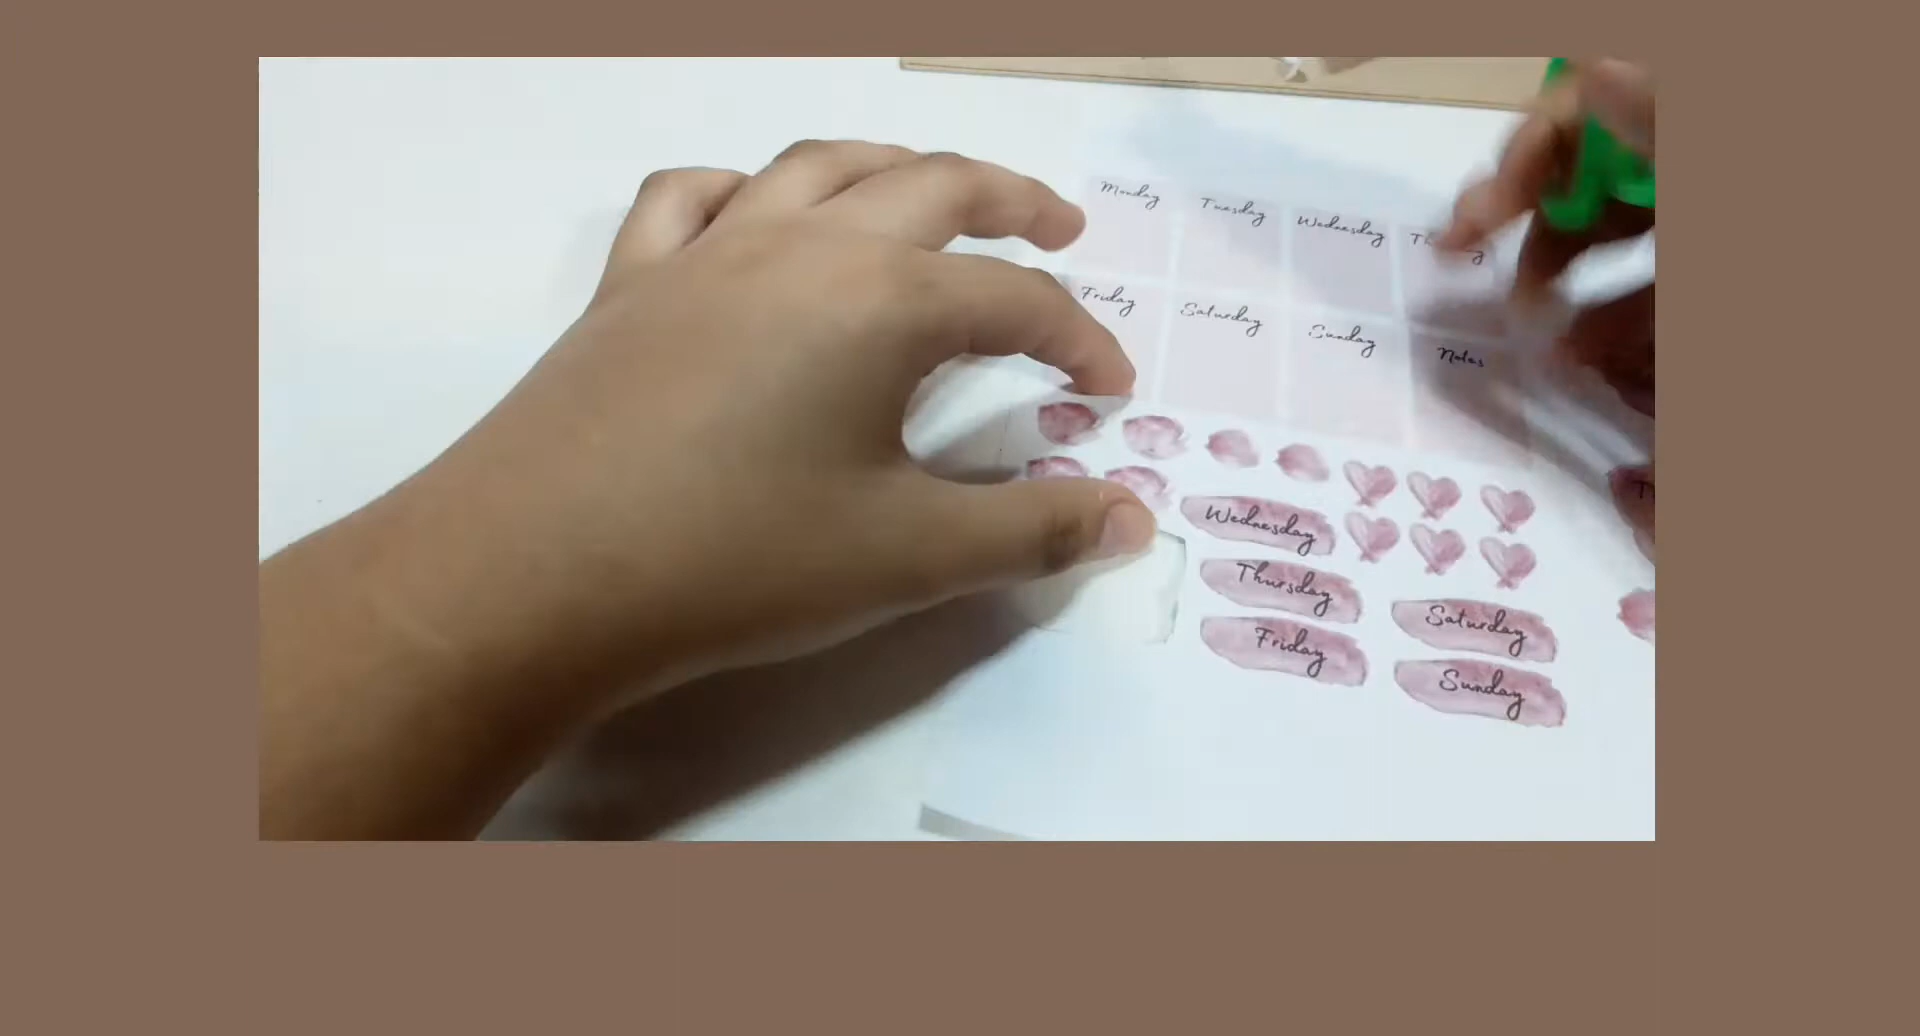 Monday Tuesday Wednesday
Friday Saturday Sunday Notes
Wednesday
Thursday
Friday
Saturday
Sunday